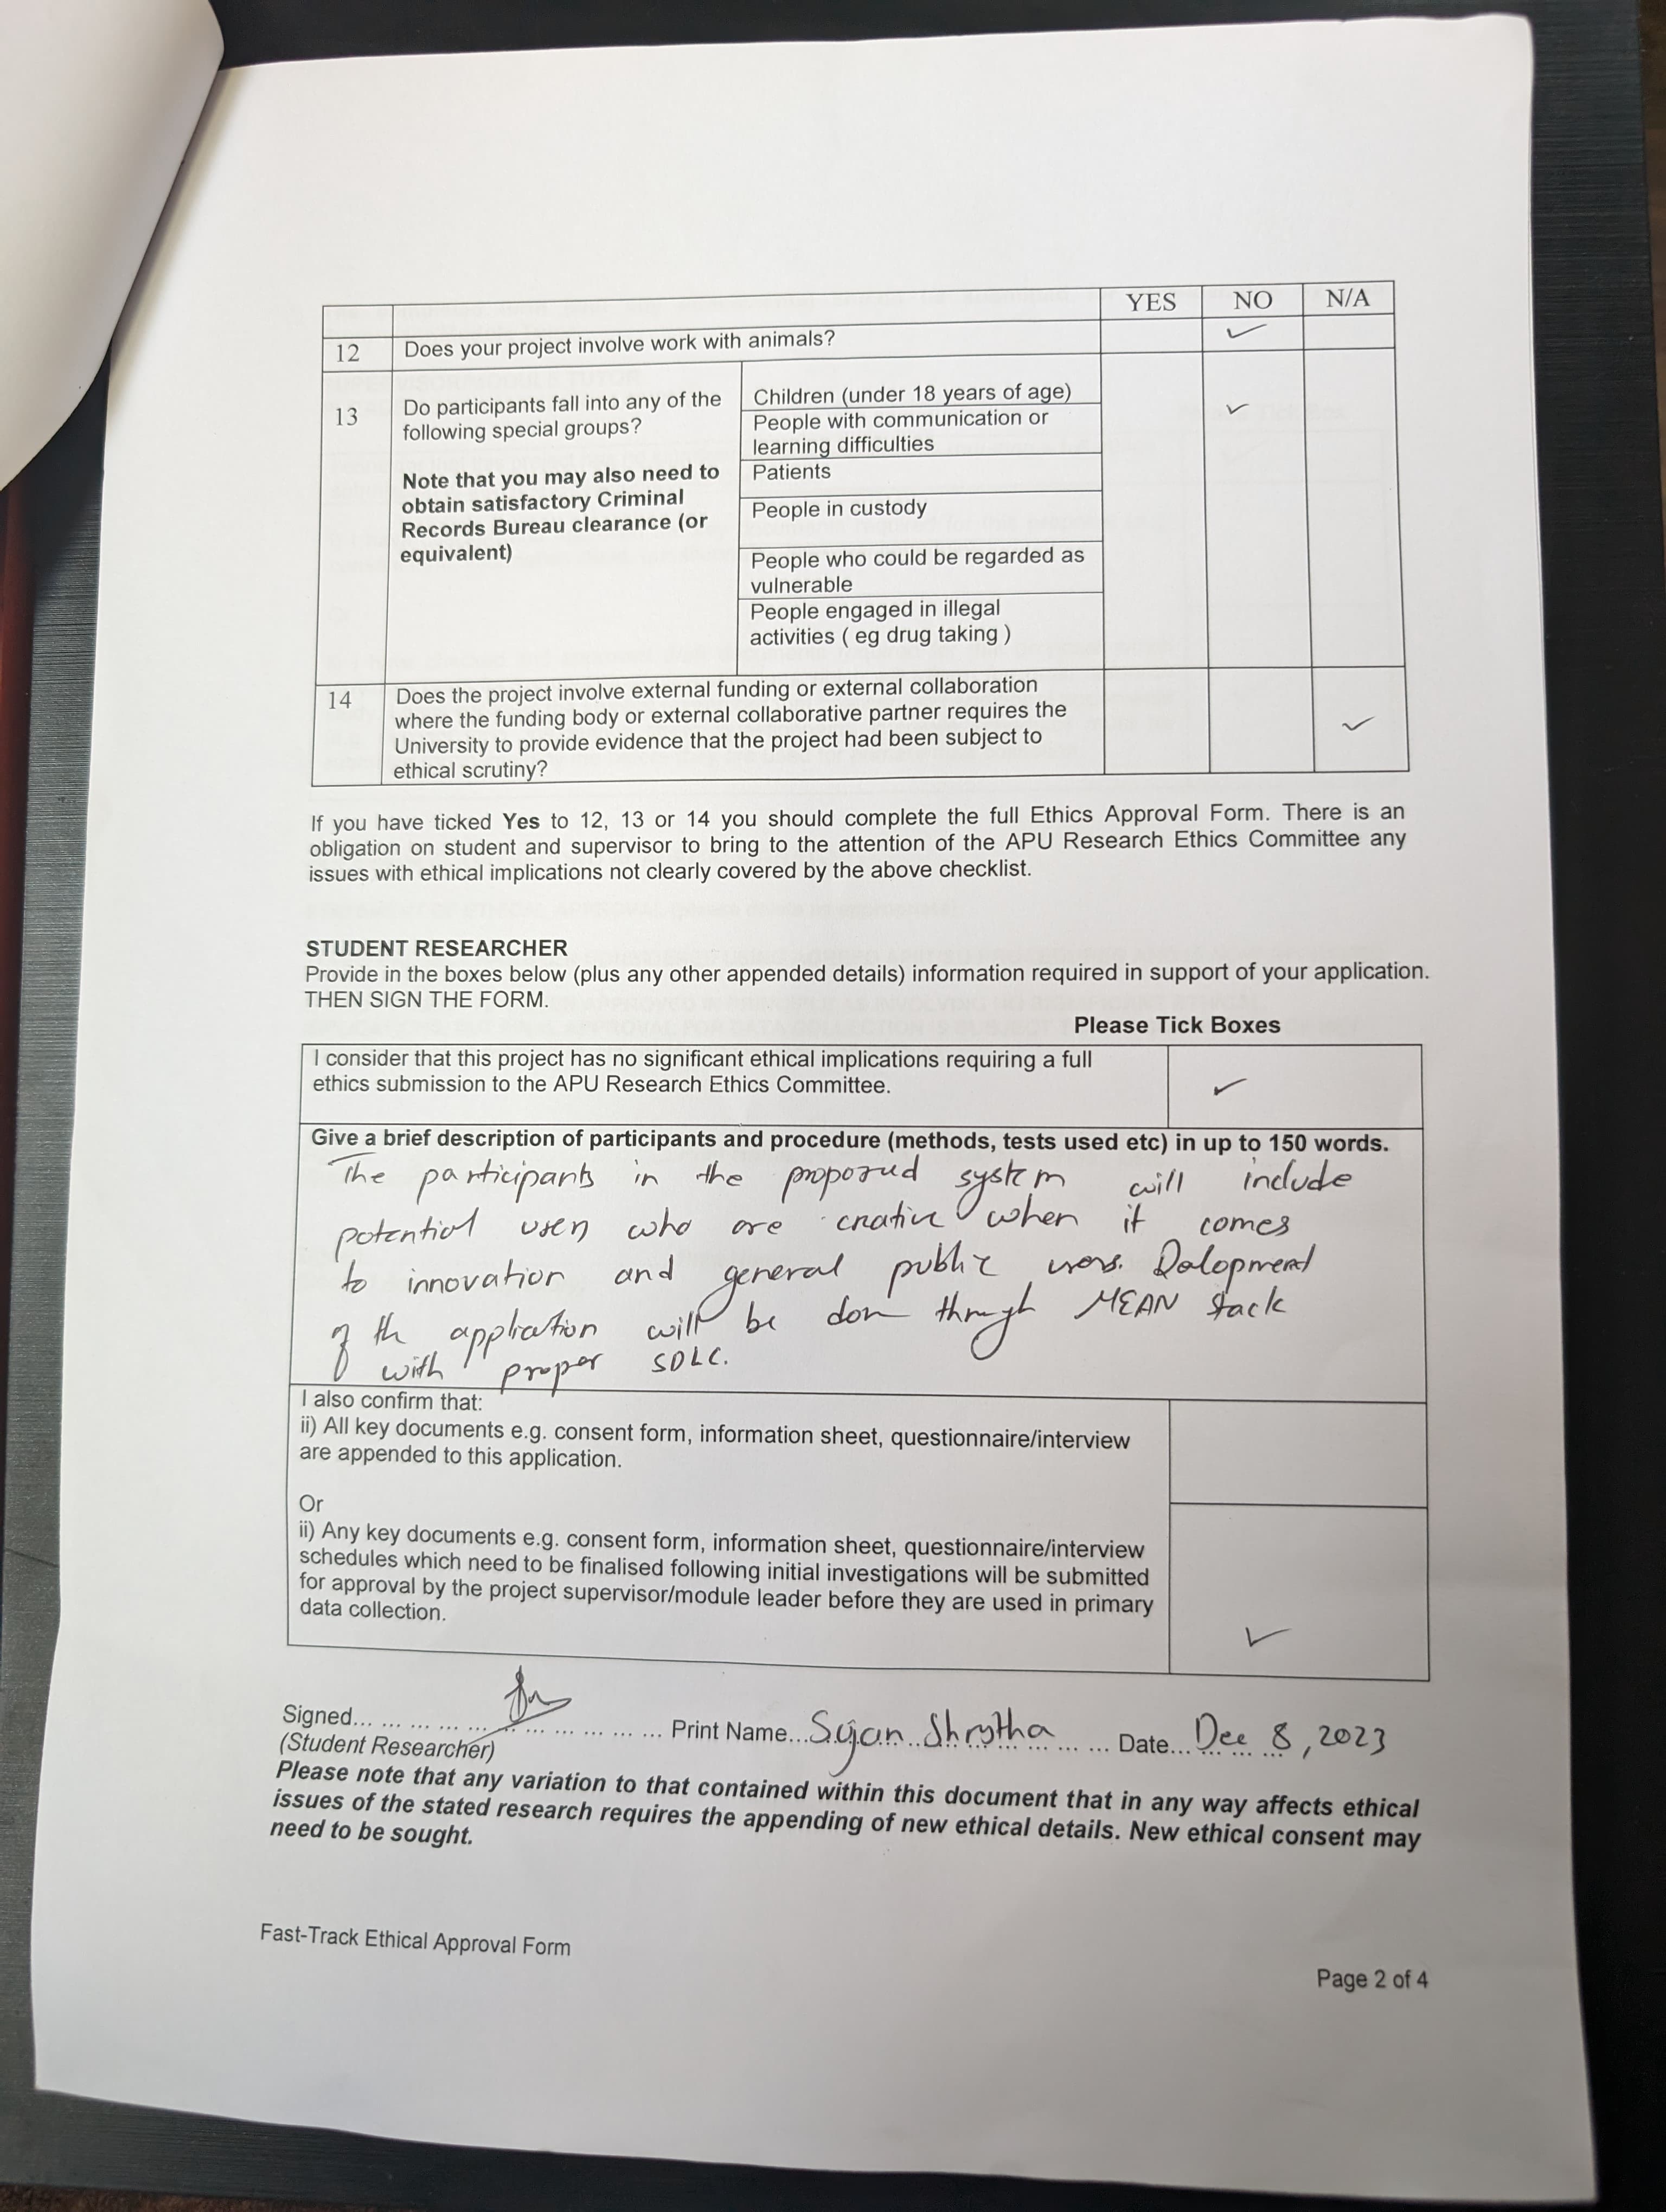 YES NO N/A
12 Does your project involve work with animals? ✓
13 Do participants fall into any of the
following special groups?
Note that you may also need to
obtain satisfactory Criminal
Records Bureau clearance (or
equivalent)
Children (under 18 years of age) ✓
People with communication or
learning difficulties
Patients
People in custody
People who could be regarded as
vulnerable
People engaged in illegal
activities ( eg drug taking )
14 Does the project involve external funding or external collaboration
where the funding body or external collaborative partner requires the
University to provide evidence that the project had been subject to
ethical scrutiny? ✓
If you have ticked Yes to 12, 13 or 14 you should complete the full Ethics Approval Form. There is an
obligation on student and supervisor to bring to the attention of the APU Research Ethics Committee any
issues with ethical implications not clearly covered by the above checklist.
STUDENT RESEARCHER
Provide in the boxes below (plus any other appended details) information required in support of your application.
THEN SIGN THE FORM.
Please Tick Boxes
I consider that this project has no significant ethical implications requiring a full
ethics submission to the APU Research Ethics Committee. ✓
Give a brief description of participants and procedure (methods, tests used etc) in up to 150 words.
The participants in the proposed system will include
potential users who are creative when it comes
to innovation and general public users. Dalopment
of th application will be don through MEAN stack
with proper SDLC.
I also confirm that:
ii) All key documents e.g. consent form, information sheet, questionnaire/interview
are appended to this application.
Or
ii) Any key documents e.g. consent form, information sheet, questionnaire/interview
schedules which need to be finalised following initial investigations will be submitted
for approval by the project supervisor/module leader before they are used in primary
data collection. ✓
Signed... ... ... ... ... ... ... ... ... ... ... Print Name... Sijan Shrestha ... ... Date... Dec 8, 2023
(Student Researcher)
Please note that any variation to that contained within this document that in any way affects ethical
issues of the stated research requires the appending of new ethical details. New ethical consent may
need to be sought.
Fast-Track Ethical Approval Form
Page 2 of 4